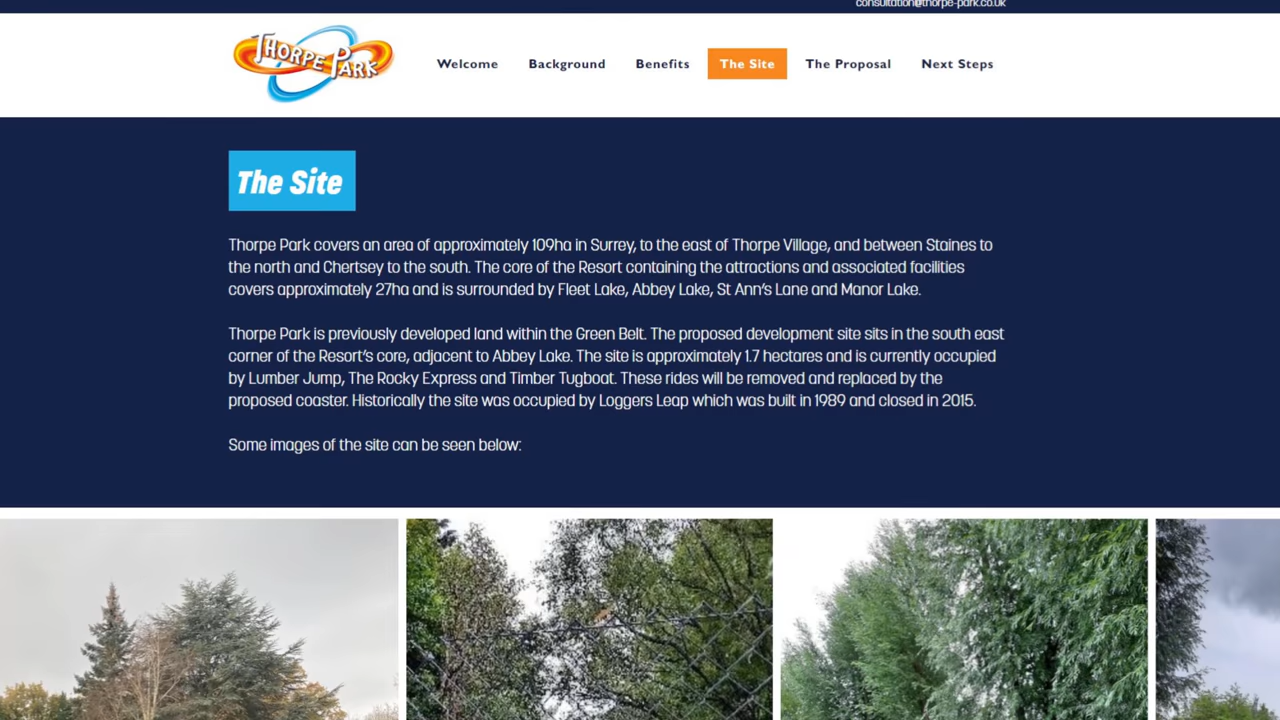 consultation@thorpe-park.co.uk
THORPE PARK
Welcome
Background
Benefits
The Site
The Proposal
Next Steps
The Site
Thorpe Park covers an area of approximately 109ha in Surrey, to the east of Thorpe Village, and between Staines to
the north and Chertsey to the south. The core of the Resort containing the attractions and associated facilities
covers approximately 27ha and is surrounded by Fleet Lake, Abbey Lake, St Ann's Lane and Manor Lake.
Thorpe Park is previously developed land within the Green Belt. The proposed development site sits in the south east
corner of the Resort's core, adjacent to Abbey Lake. The site is approximately 1.7 hectares and is currently occupied
by Lumber Jump, The Rocky Express and Timber Tugboat. These rides will be removed and replaced by the
proposed coaster. Historically the site was occupied by Loggers Leap which was built in 1989 and closed in 2015.
Some images of the site can be seen below: